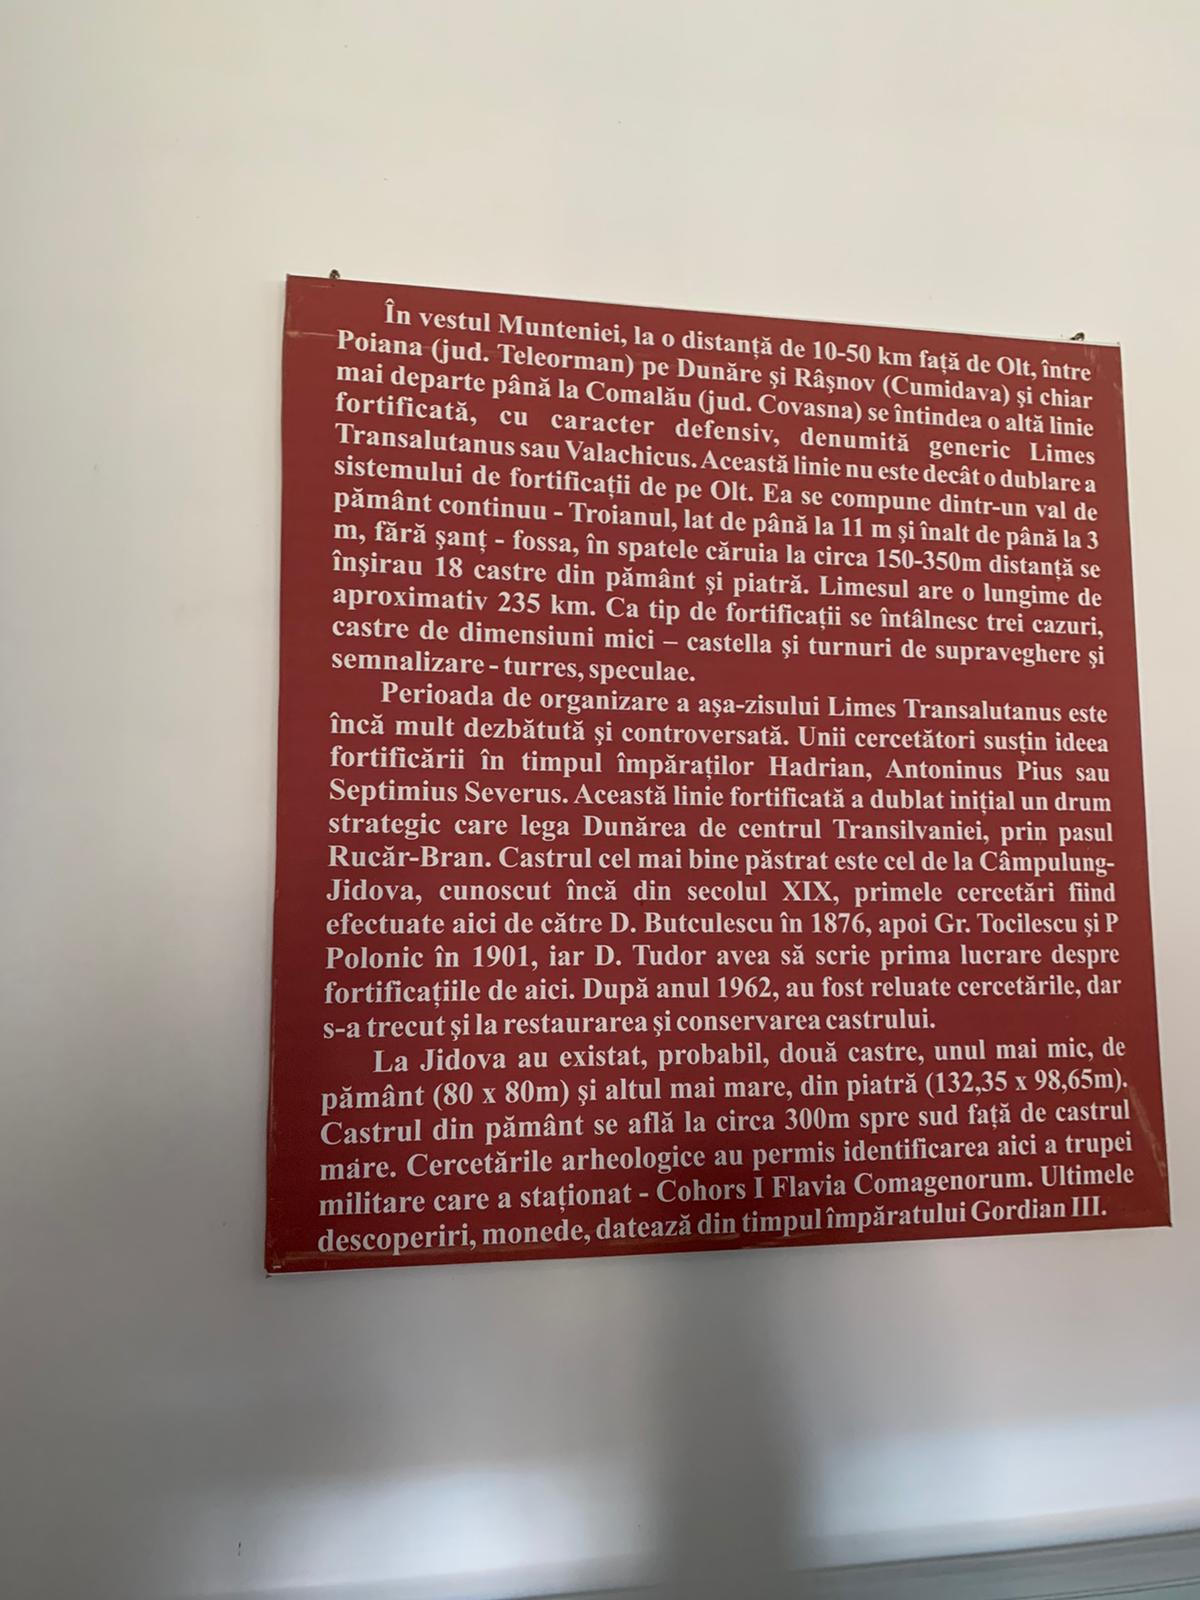 În vestul Munteniei, la o distanță de 10-50 km față de Olt, între
Poiana (jud. Teleorman) pe Dunăre și Râșnov (Cumidava) și chiar
mai departe până la Comalău (jud. Covasna) se întindea o altă linie
fortificată, cu caracter defensiv, denumită generic Limes
Transalutanus sau Valachicus. Această linie nu este decât o dublare a
sistemului de fortificații de pe Olt. Ea se compune dintr-un val de
pământ continuu - Troianul, lat de până la 11 m și înalt de până la 3
m, fără șanț - fossa, în spatele căruia la circa 150-350m distanță se
înșirau 18 castre din pământ și piatră. Limesul are o lungime de
aproximativ 235 km. Ca tip de fortificații se întâlnesc trei cazuri,
castre de dimensiuni mici – castella și turnuri de supraveghere și
semnalizare - turres, speculae.
Perioada de organizare a așa-zisului Limes Transalutanus este
încă mult dezbătută și controversată. Unii cercetători susțin ideea
fortificării în timpul împăraților Hadrian, Antoninus Pius sau
Septimius Severus. Această linie fortificată a dublat inițial un drum
strategic care lega Dunărea de centrul Transilvaniei, prin pasul
Rucăr-Bran. Castrul cel mai bine păstrat este cel de la Câmpulung-
Jidova, cunoscut încă din secolul XIX, primele cercetări fiind
efectuate aici de către D. Butculescu în 1876, apoi Gr. Tocilescu și P
Polonic în 1901, iar D. Tudor avea să scrie prima lucrare despre
fortificațiile de aici. După anul 1962, au fost reluate cercetările, dar
s-a trecut și la restaurarea și conservarea castrului.
La Jidova au existat, probabil, două castre, unul mai mic, de
pământ (80 x 80m) și altul mai mare, din piatră (132,35 x 98,65m).
Castrul din pământ se află la circa 300m spre sud față de castrul
mare. Cercetările arheologice au permis identificarea aici a trupei
militare care a staționat - Cohors I Flavia Comagenorum. Ultimele
descoperiri, monede, datează din timpul împăratului Gordian III.